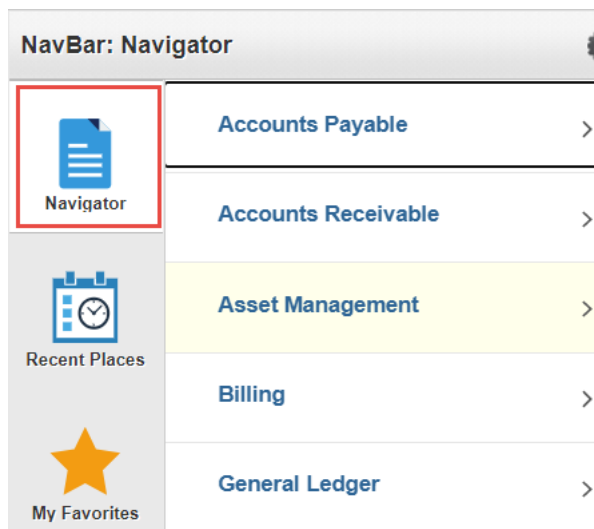 NavBar: Navigator
Navigator
Recent Places
My Favorites
Accounts Payable
Accounts Receivable
Asset Management
Billing
General Ledger